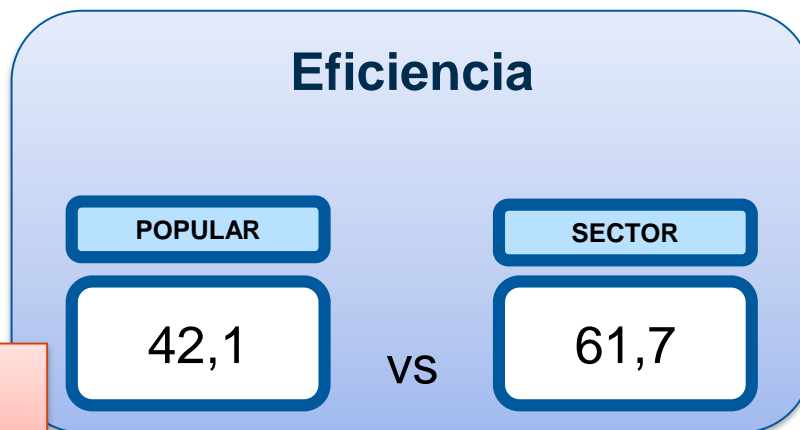 Eficiencia
POPULAR
SECTOR
42,1
vs
61,7